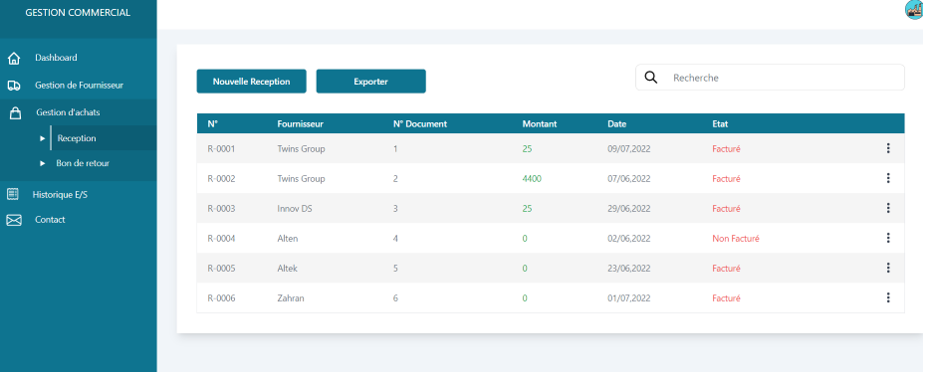 GESTION COMMERCIAL
Dashboard
Gestion de Fournisseur
Gestion d'achats
Reception
Bon de retour
Historique E/S
Contact
Nouvelle Reception Exporter Recherche
N° Fournisseur N° Document Montant Date Etat
R-0001 Twins Group 1 25 09/07,2022 Facturé
R-0002 Twins Group 2 4400 07/06,2022 Facturé
R-0003 Innov DS 3 25 29/06,2022 Facturé
R-0004 Alten 4 0 02/06,2022 Non Facturé
R-0005 Altek 5 0 23/06,2022 Facturé
R-0006 Zahran 6 0 01/07,2022 Facturé